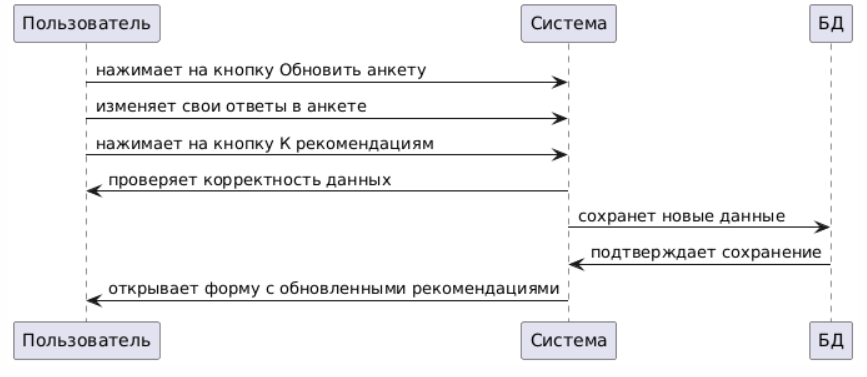 Пользователь Система БД
нажимает на кнопку Обновить анкету
изменяет свои ответы в анкете
нажимает на кнопку К рекомендациям
проверяет корректность данных
сохранет новые данные
подтверждает сохранение
открывает форму с обновленными рекомендациями
Пользователь Система БД